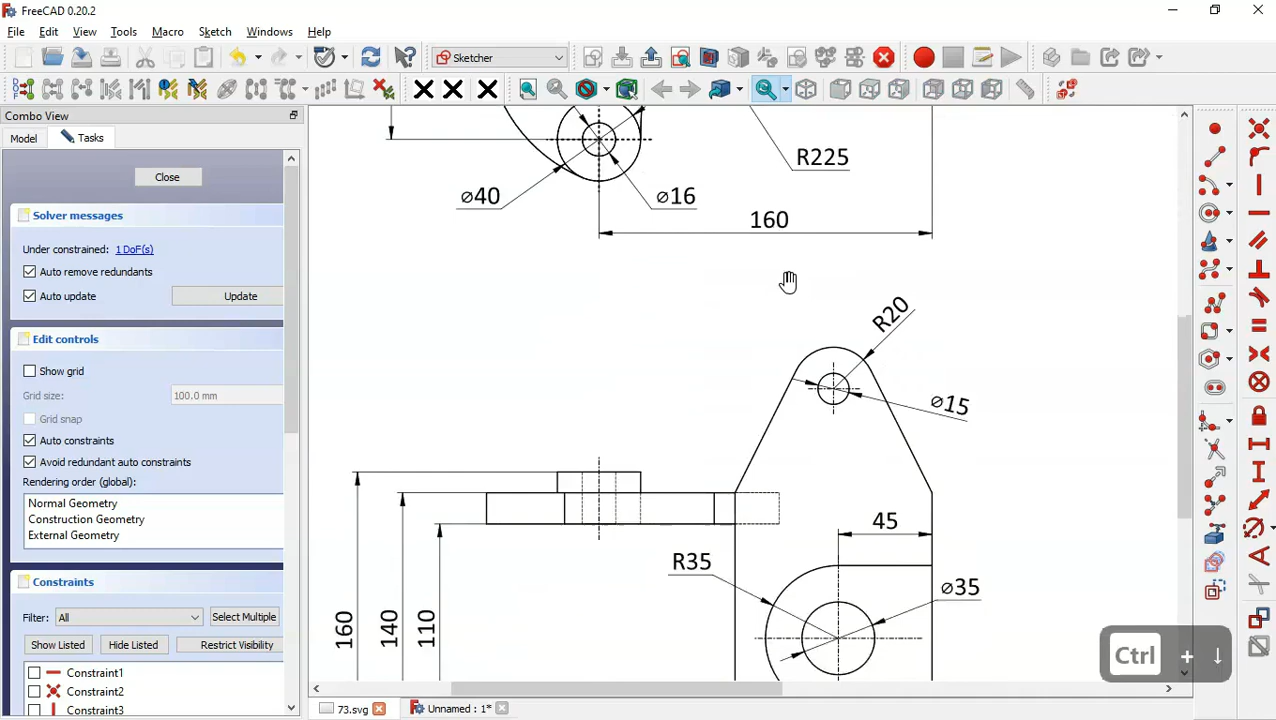 FreeCAD 0.20.2
File Edit View Tools Macro Sketch Windows Help
Sketcher
Combo View
Model Tasks
Close
Solver messages
Under constrained: 1 DoF(s)
Auto remove redundants
Auto update Update
Edit controls
Show grid
Grid size: 100.0 mm
Grid snap
Auto constraints
Avoid redundant auto constraints
Rendering order (global):
Normal Geometry
Construction Geometry
External Geometry
Constraints
Filter: All Select Multiple
Show Listed Hide Listed Restrict Visibility
Constraint1
Constraint2
Constraint3
R225
⌀40
⌀16
160
R20
⌀15
45
R35
⌀35
160
140
110
Ctrl + ↓
73.svg Unnamed : 1*